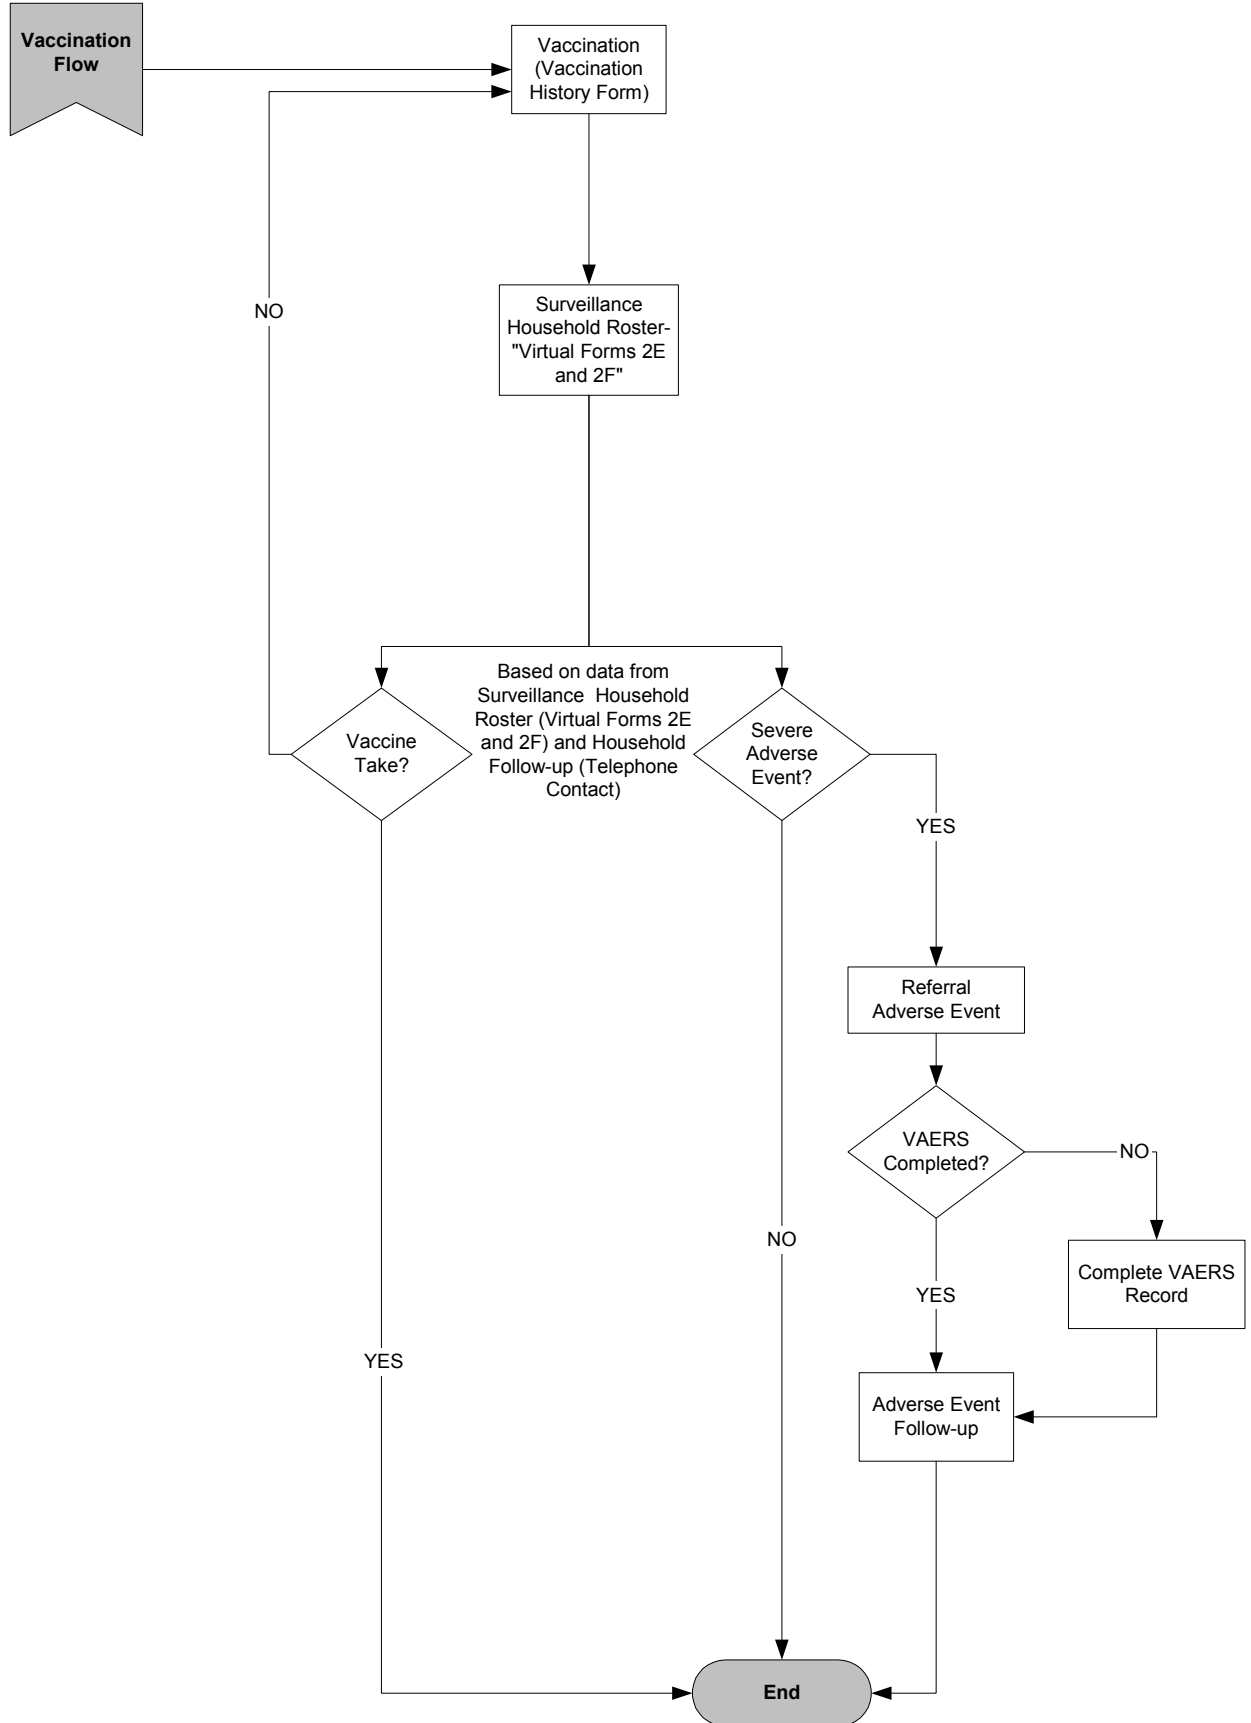 Vaccination
Flow
Vaccination
(Vaccination
History Form)
NO
Surveillance
Household Roster-
"Virtual Forms 2E
and 2F"
Based on data from
Surveillance Household
Roster (Virtual Forms 2E
and 2F) and Household
Follow-up (Telephone
Contact)
Vaccine
Take?
Severe
Adverse
Event?
YES
Referral
Adverse Event
VAERS
Completed?
NO
NO
Complete VAERS
Record
YES
YES
Adverse Event
Follow-up
End